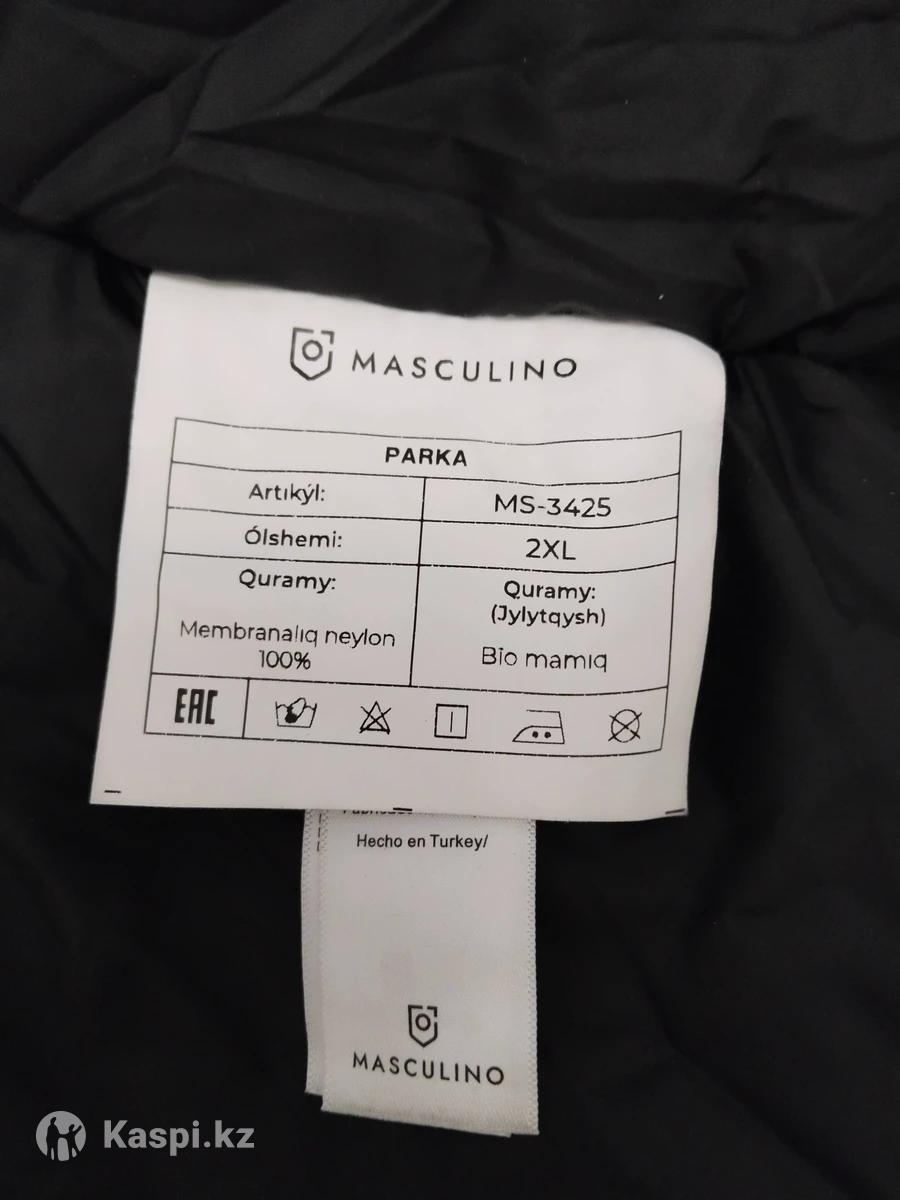 MASCULINO
PARKA
Artıkýl:
MS-3425
Ólshemi:
2XL
Quramy:
Membranalıq neylon
100%
Quramy:
(Jylytqysh)
Bio mamıq
EAC
Hecho en Turkey/
MASCULINO
Kaspi.kz